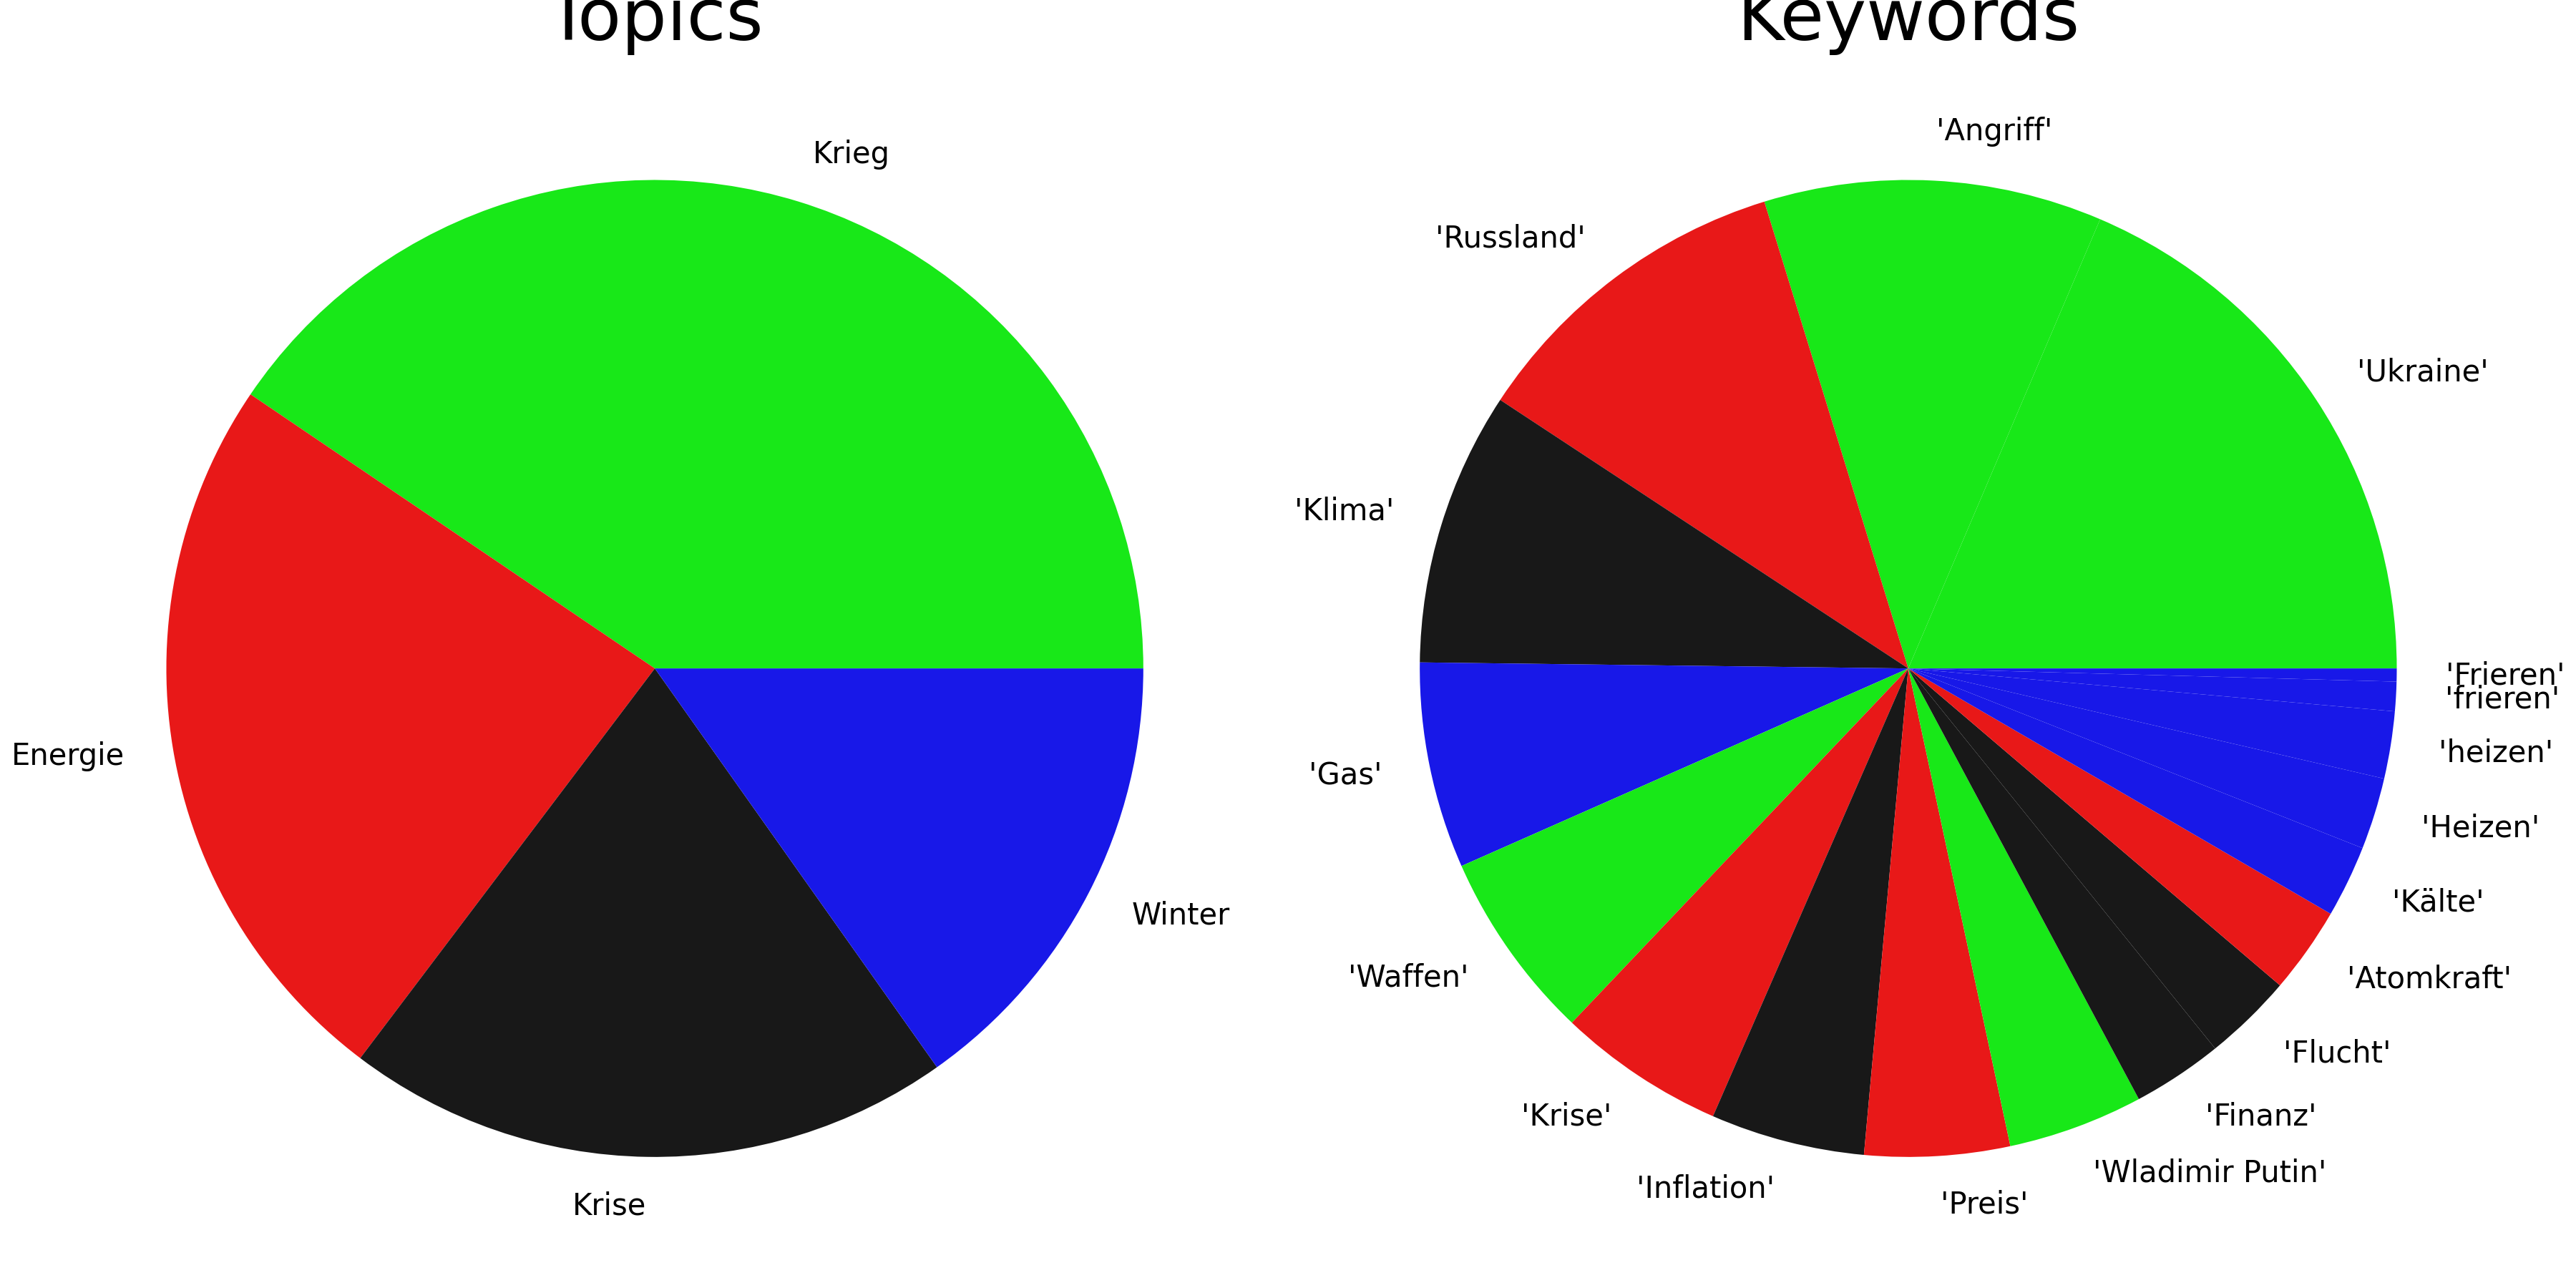 Topics
Krieg
Energie
Krise
Winter
Keywords
'Ukraine'
'Angriff'
'Russland'
'Klima'
'Gas'
'Waffen'
'Krise'
'Inflation'
'Preis'
'Wladimir Putin'
'Finanz'
'Flucht'
'Atomkraft'
'Kälte'
'Heizen'
'heizen'
'frieren'
'Frieren'